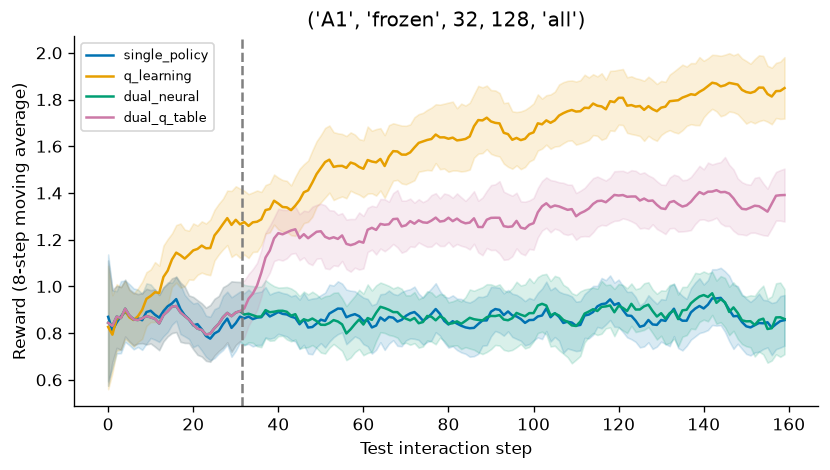 ('A1', 'frozen', 32, 128, 'all')
single_policy
q_learning
dual_neural
dual_q_table
Reward (8-step moving average)
2.0
1.8
1.6
1.4
1.2
1.0
0.8
0.6
0 20 40 60 80 100 120 140 160
Test interaction step